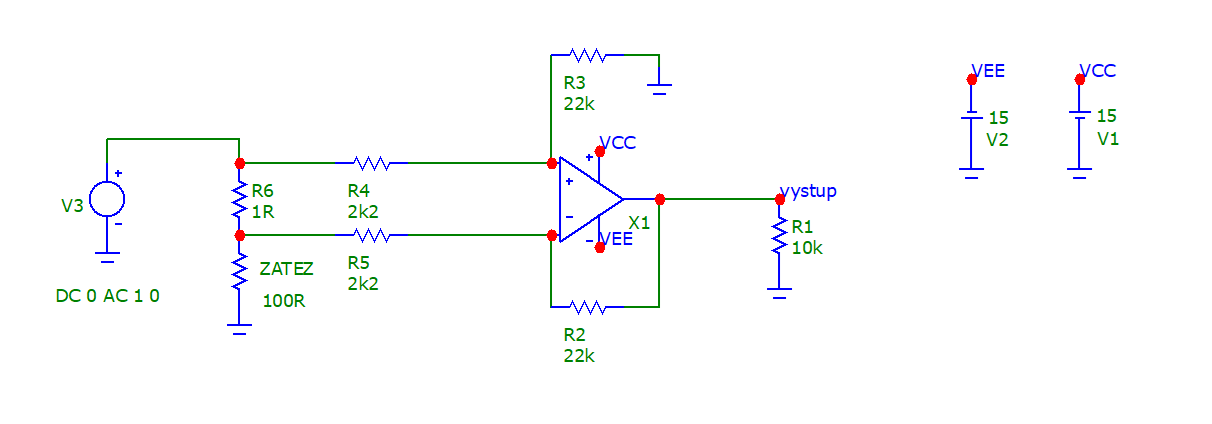 R3
22k
VCC
+
+
-
-
VEE
X1
V3
+
-
DC 0 AC 1 0
R6
1R
ZATEZ
100R
R4
2k2
R5
2k2
R2
22k
vystup
R1
10k
VEE
15
V2
VCC
15
V1